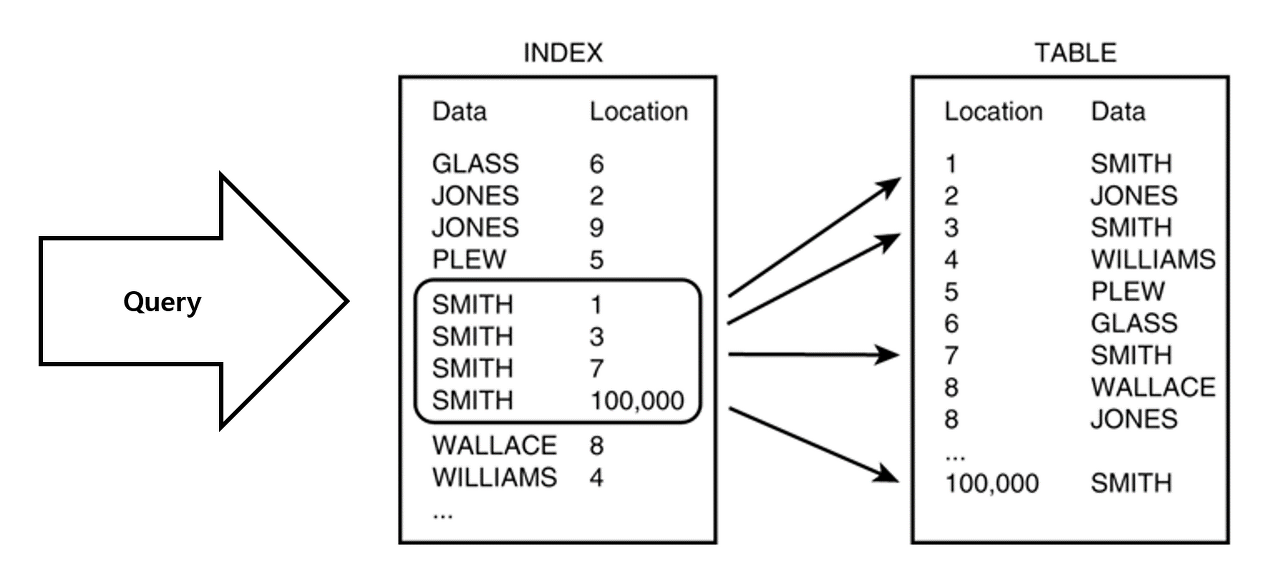 INDEX
TABLE
Query
Data Location
GLASS 6
JONES 2
JONES 9
PLEW 5
SMITH 1
SMITH 3
SMITH 7
SMITH 100,000
WALLACE 8
WILLIAMS 4
...
Location Data
1 SMITH
2 JONES
3 SMITH
4 WILLIAMS
5 PLEW
6 GLASS
7 SMITH
8 WALLACE
8 JONES
...
100,000 SMITH